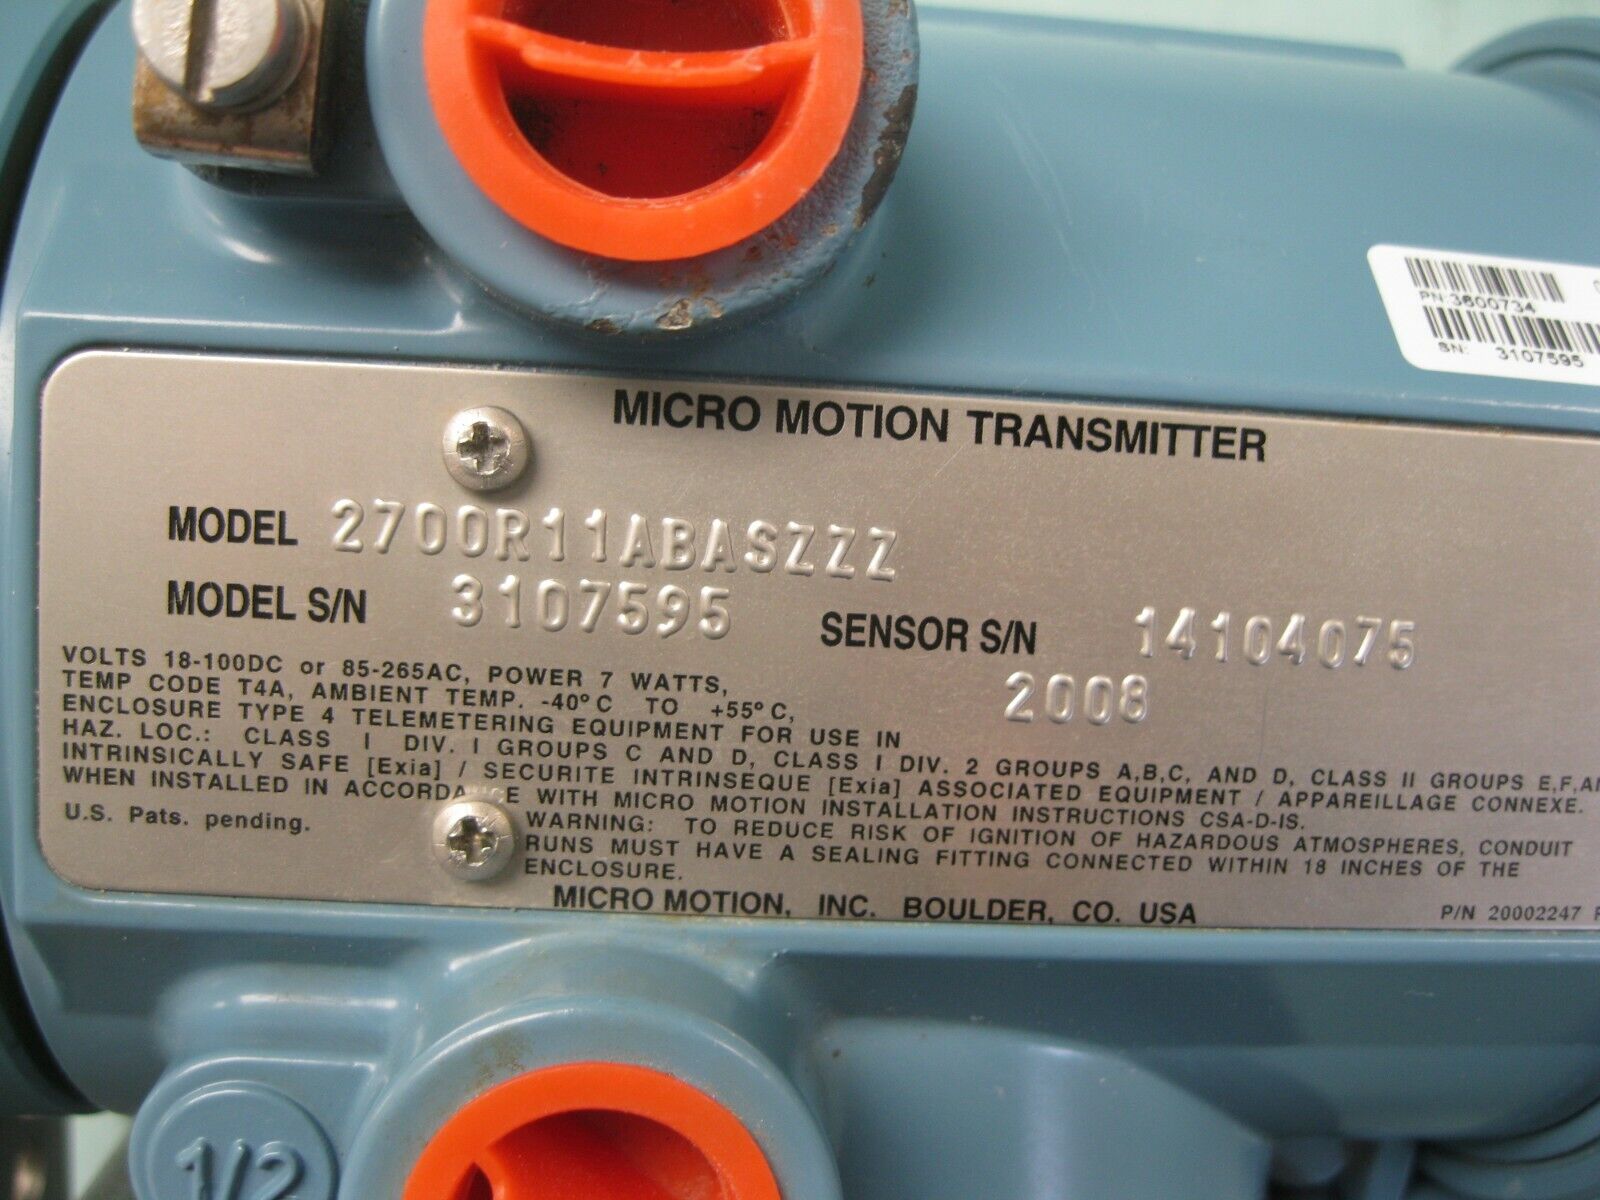 PN:3600734
SN: 3107595
MICRO MOTION TRANSMITTER
MODEL 2700R11ABASZZZ
MODEL S/N 3107595 SENSOR S/N 14104075
2008
VOLTS 18-100DC or 85-265AC, POWER 7 WATTS,
TEMP CODE T4A, AMBIENT TEMP. -40°C TO +55°C,
ENCLOSURE TYPE 4 TELEMETERING EQUIPMENT FOR USE IN
HAZ. LOC.: CLASS I DIV. I GROUPS C AND D, CLASS I DIV. 2 GROUPS A,B,C, AND D, CLASS II GROUPS E,F,
INTRINSICALLY SAFE [Exia] / SECURITE INTRINSEQUE [Exia] ASSOCIATED EQUIPMENT / APPAREILLAGE CONNEXE.
WHEN INSTALLED IN WITH MICRO MOTION INSTALLATION INSTRUCTIONS CSA-D-IS.
U.S. Pats. pending.
WARNING: TO REDUCE RISK OF IGNITION OF HAZARDOUS ATMOSPHERES, CONDUIT
RUNS MUST HAVE A SEALING FITTING CONNECTED WITHIN 18 INCHES OF THE
ENCLOSURE.
MICRO MOTION, INC. BOULDER, CO. USA
P/N 20002247
1/2